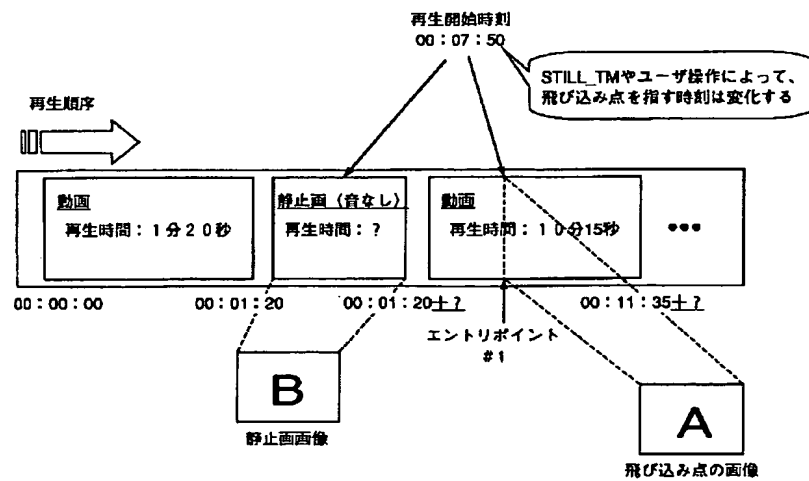 再生開始時刻
00:07:50
STILL_TMやユーザ操作によって、
飛び込み点を指す時刻は変化する
再生順序
動画
再生時間:1分20秒
静止画(音なし)
再生時間:?
動画
再生時間:10分15秒
•••
00:00:00
00:01:20
00:01:20+?
00:11:35+?
エントリポイント
#1
B
静止画画像
A
飛び込み点の画像